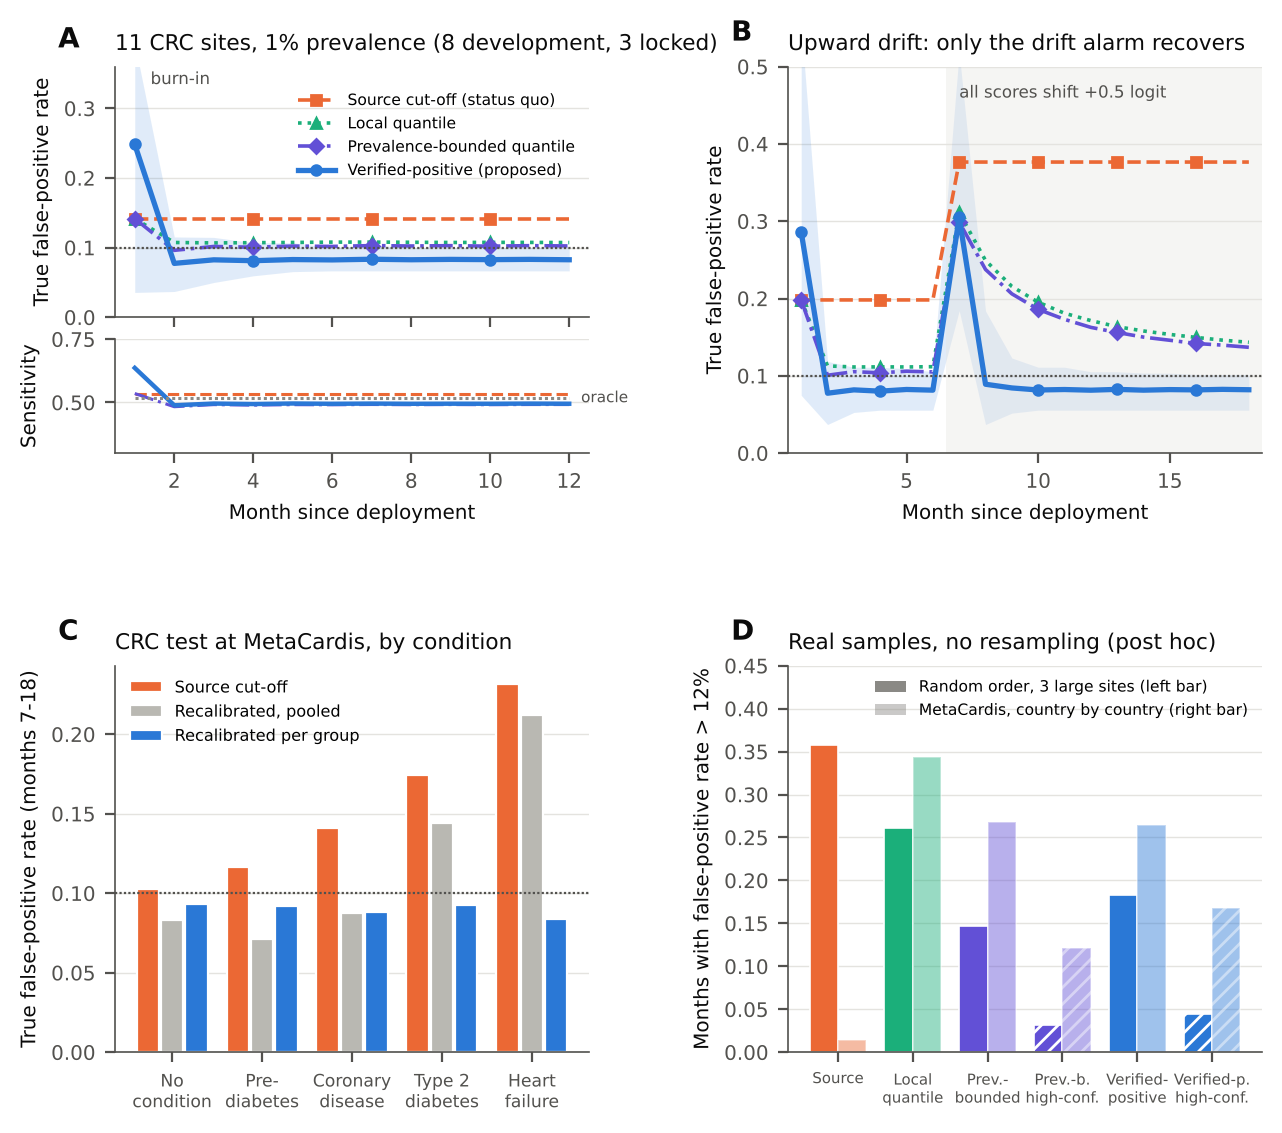 A
11 CRC sites, 1% prevalence (8 development, 3 locked)
burn-in
Source cut-off (status quo)
Local quantile
Prevalence-bounded quantile
Verified-positive (proposed)
True false-positive rate
0.3
0.2
0.1
0.0
Sensitivity
0.75
0.50
oracle
2
4
6
8
10
12
Month since deployment
B
Upward drift: only the drift alarm recovers
all scores shift +0.5 logit
True false-positive rate
0.5
0.4
0.3
0.2
0.1
0.0
5
10
15
Month since deployment
C
CRC test at MetaCardis, by condition
Source cut-off
Recalibrated, pooled
Recalibrated per group
True false-positive rate (months 7-18)
0.20
0.15
0.10
0.05
0.00
No
condition
Pre-
diabetes
Coronary
disease
Type 2
diabetes
Heart
failure
D
Real samples, no resampling (post hoc)
Random order, 3 large sites (left bar)
MetaCardis, country by country (right bar)
Months with false-positive rate > 12%
0.45
0.40
0.35
0.30
0.25
0.20
0.15
0.10
0.05
0.00
Source
Local
quantile
Prev.-
bounded
Prev.-b.
high-conf.
Verified-
positive
Verified-p.
high-conf.